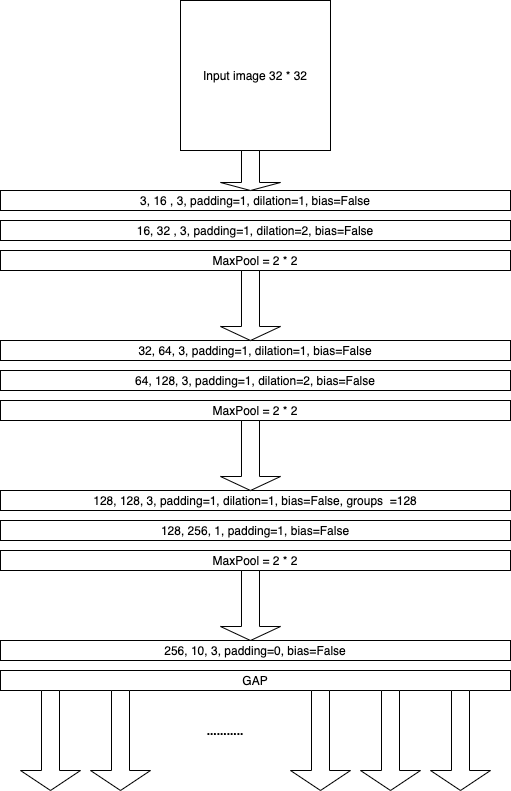 Input image 32 * 32
3, 16 , 3, padding=1, dilation=1, bias=False
16, 32 , 3, padding=1, dilation=2, bias=False
MaxPool = 2 * 2
32, 64, 3, padding=1, dilation=1, bias=False
64, 128, 3, padding=1, dilation=2, bias=False
MaxPool = 2 * 2
128, 128, 3, padding=1, dilation=1, bias=False, groups  =128
128, 256, 1, padding=1, bias=False
MaxPool = 2 * 2
256, 10, 3, padding=0, bias=False
GAP
...........